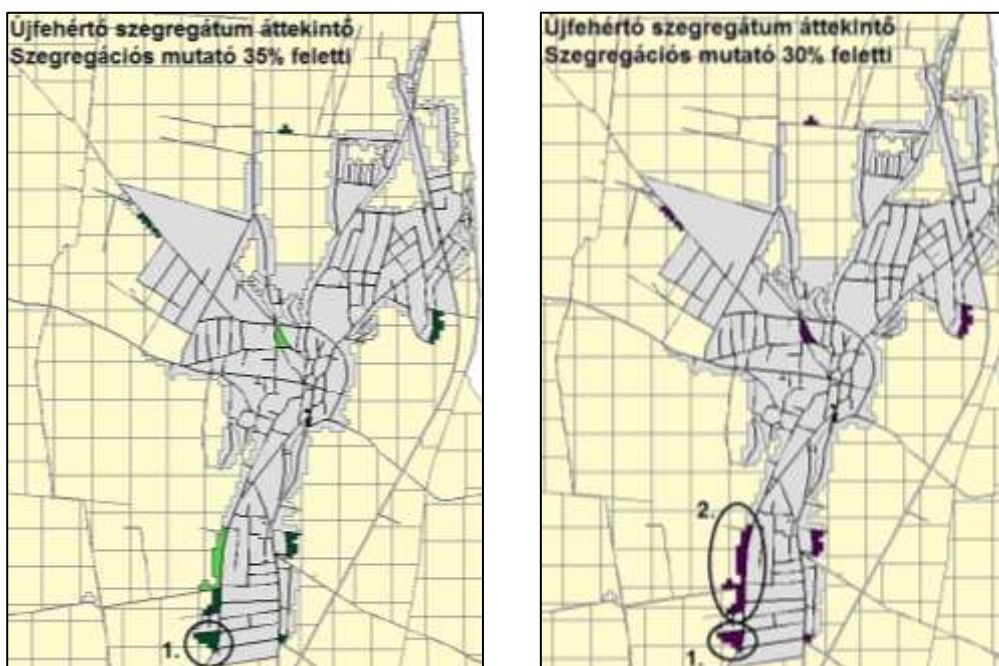 Újfehértó szegregátum áttekintő
Szegregációs mutató 35% feletti
1.
Újfehértó szegregátum áttekintő
Szegregációs mutató 30% feletti
2.
1.